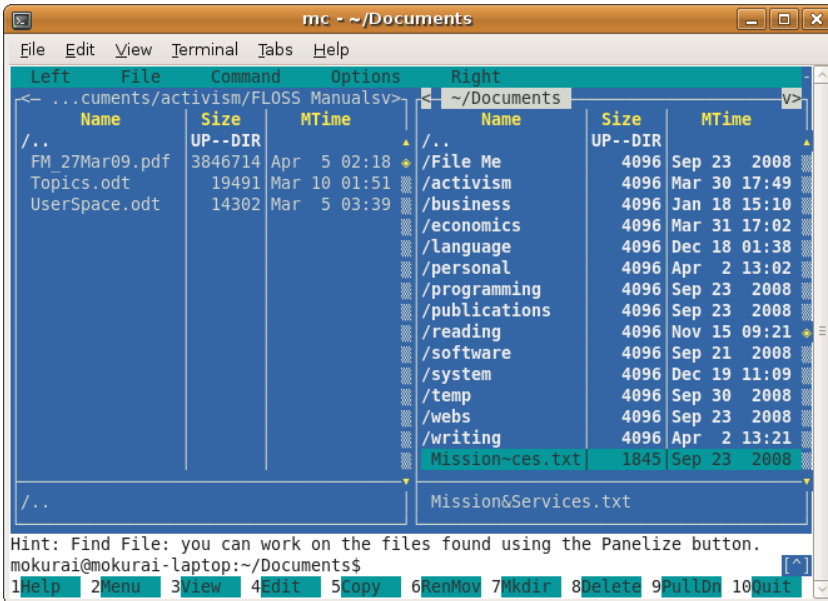 mc - ~/Documents
File Edit View Terminal Tabs Help
Left File Command Options Right
<— ...cuments/activism/FLOSS Manualsv> <— ~/Documents v>
Name Size MTime Name Size MTime
/.. UP--DIR /.. UP--DIR
FM_27Mar09.pdf 3846714 Apr 5 02:18 /File Me 4096 Sep 23 2008
Topics.odt 19491 Mar 10 01:51 /activism 4096 Mar 30 17:49
UserSpace.odt 14302 Mar 5 03:39 /business 4096 Jan 18 15:10
/economics 4096 Mar 31 17:02
/language 4096 Dec 18 01:38
/personal 4096 Apr 2 13:02
/programming 4096 Sep 23 2008
/publications 4096 Sep 23 2008
/reading 4096 Nov 15 09:21
/software 4096 Sep 21 2008
/system 4096 Dec 19 11:09
/temp 4096 Sep 30 2008
/webs 4096 Sep 23 2008
/writing 4096 Apr 2 13:21
Mission~ces.txt 1845 Sep 23 2008
/.. Mission&Services.txt
Hint: Find File: you can work on the files found using the Panelize button.
mokurai@mokurai-laptop:~/Documents$ [^]
1Help 2Menu 3View 4Edit 5Copy 6RenMov 7Mkdir 8Delete 9PullDn 10Quit